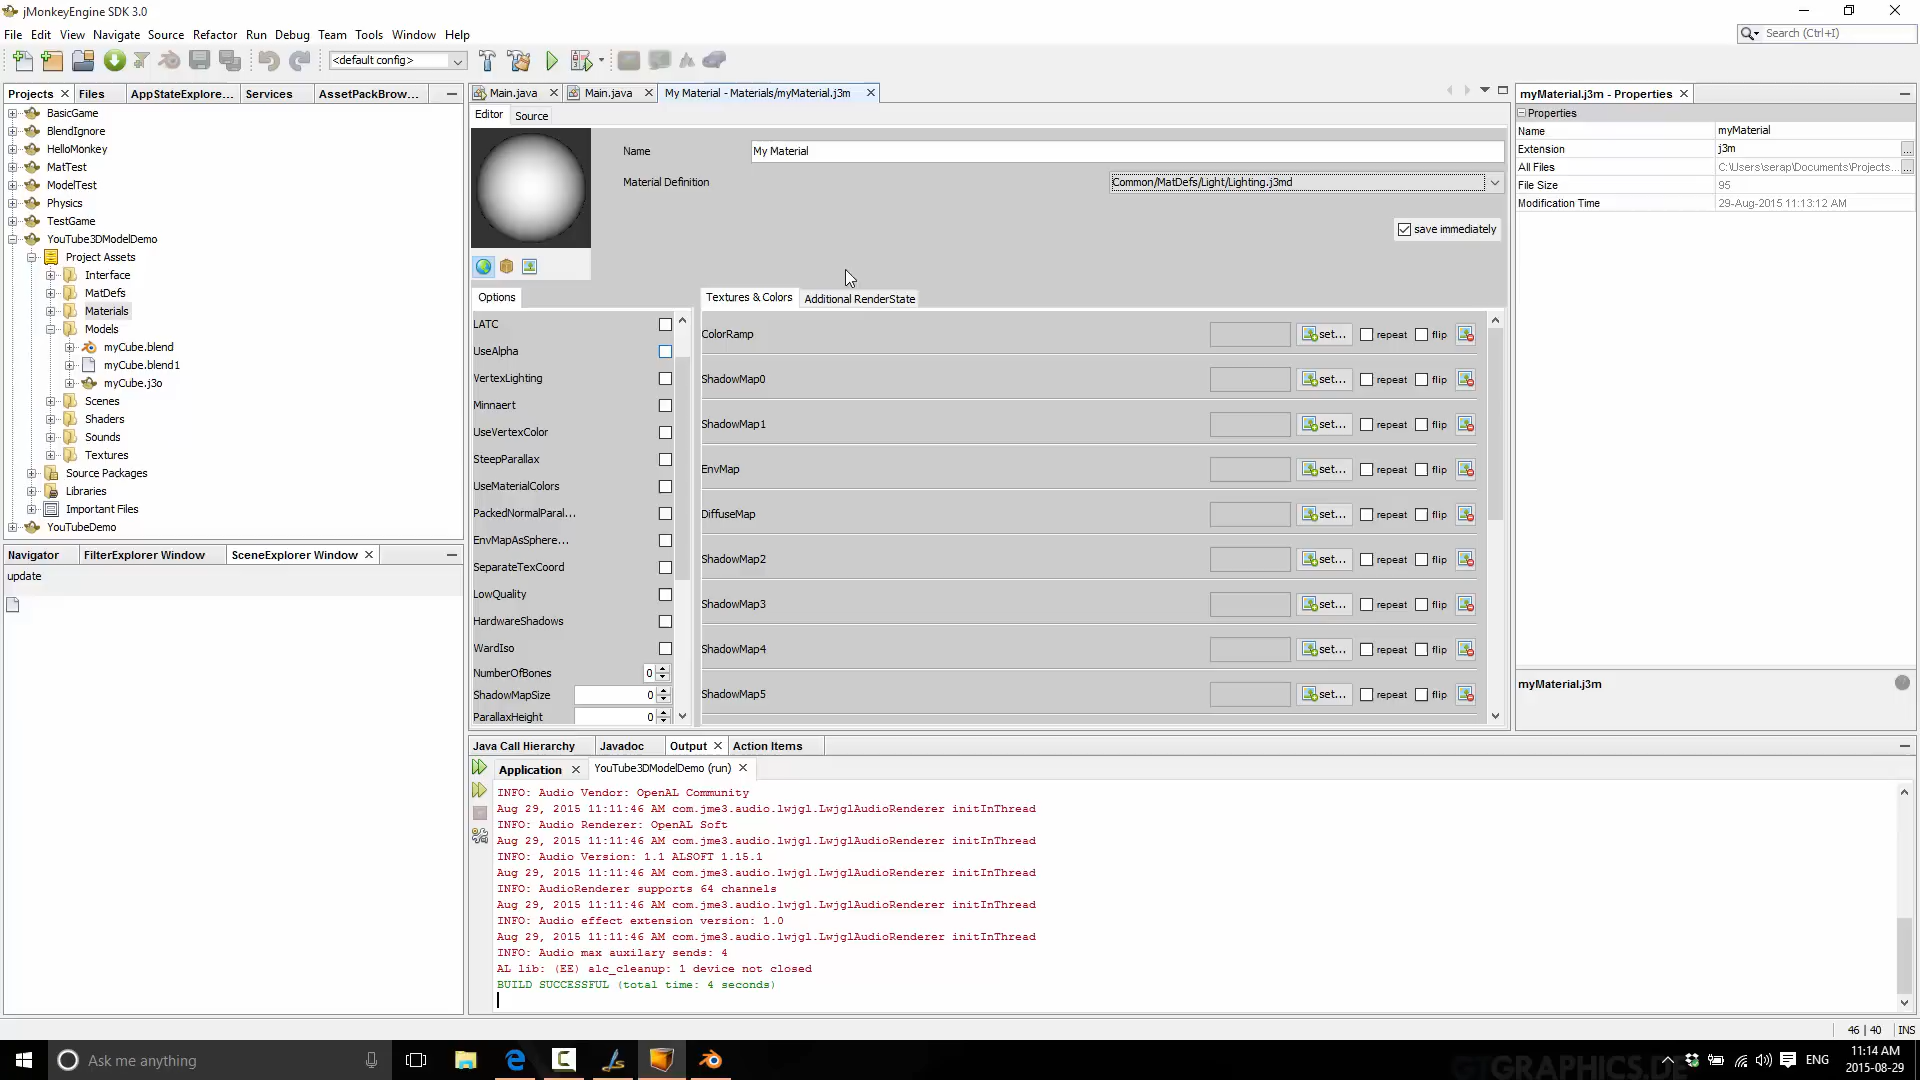 jMonkeyEngine SDK 3.0
File Edit View Navigate Source Refactor Run Debug Team Tools Window Help
Search (Ctrl+I)
<default config>
Projects Files AppStateExplore... Services AssetPackBrow...
BasicGame
BlendIgnore
HelloMonkey
MatTest
ModelTest
Physics
TestGame
YouTube3DModelDemo
Project Assets
Interface
MatDefs
Materials
Models
myCube.blend
myCube.blend1
myCube.j3o
Scenes
Shaders
Sounds
Textures
Source Packages
Libraries
Important Files
YouTubeDemo
Navigator FilterExplorer Window SceneExplorer Window
update
Main.java Main.java My Material - Materials/myMaterial.j3m
Editor Source
Name My Material
Material Definition Common/MatDefs/Light/Lighting.j3md
save immediately
Options
LATC
UseAlpha
VertexLighting
Minnaert
UseVertexColor
SteepParallax
UseMaterialColors
PackedNormalParal...
EnvMapAsSphere...
SeparateTexCoord
LowQuality
HardwareShadows
WardIso
NumberOfBones 0
ShadowMapSize 0
ParallaxHeight 0
Textures & Colors Additional RenderState
ColorRamp set... repeat flip
ShadowMap0 set... repeat flip
ShadowMap1 set... repeat flip
EnvMap set... repeat flip
DiffuseMap set... repeat flip
ShadowMap2 set... repeat flip
ShadowMap3 set... repeat flip
ShadowMap4 set... repeat flip
ShadowMap5 set... repeat flip
myMaterial.j3m - Properties
Properties
Name myMaterial
Extension j3m ...
All Files C:\Users\serap\Documents\Projects... ...
File Size 95
Modification Time 29-Aug-2015 11:13:12 AM
myMaterial.j3m
Java Call Hierarchy Javadoc Output Action Items
Application YouTube3DModelDemo (run)
INFO: Audio Vendor: OpenAL Community
Aug 29, 2015 11:11:46 AM com.jme3.audio.lwjgl.LwjglAudioRenderer initInThread
INFO: Audio Renderer: OpenAL Soft
Aug 29, 2015 11:11:46 AM com.jme3.audio.lwjgl.LwjglAudioRenderer initInThread
INFO: Audio Version: 1.1 ALSOFT 1.15.1
Aug 29, 2015 11:11:46 AM com.jme3.audio.lwjgl.LwjglAudioRenderer initInThread
INFO: AudioRenderer supports 64 channels
Aug 29, 2015 11:11:46 AM com.jme3.audio.lwjgl.LwjglAudioRenderer initInThread
INFO: Audio effect extension version: 1.0
Aug 29, 2015 11:11:46 AM com.jme3.audio.lwjgl.LwjglAudioRenderer initInThread
INFO: Audio max auxilary sends: 4
AL lib: (EE) alc_cleanup: 1 device not closed
BUILD SUCCESSFUL (total time: 4 seconds)
46 | 40 INS
Ask me anything
GTGRAPHICS.DE
ENG
11:14 AM
2015-08-29